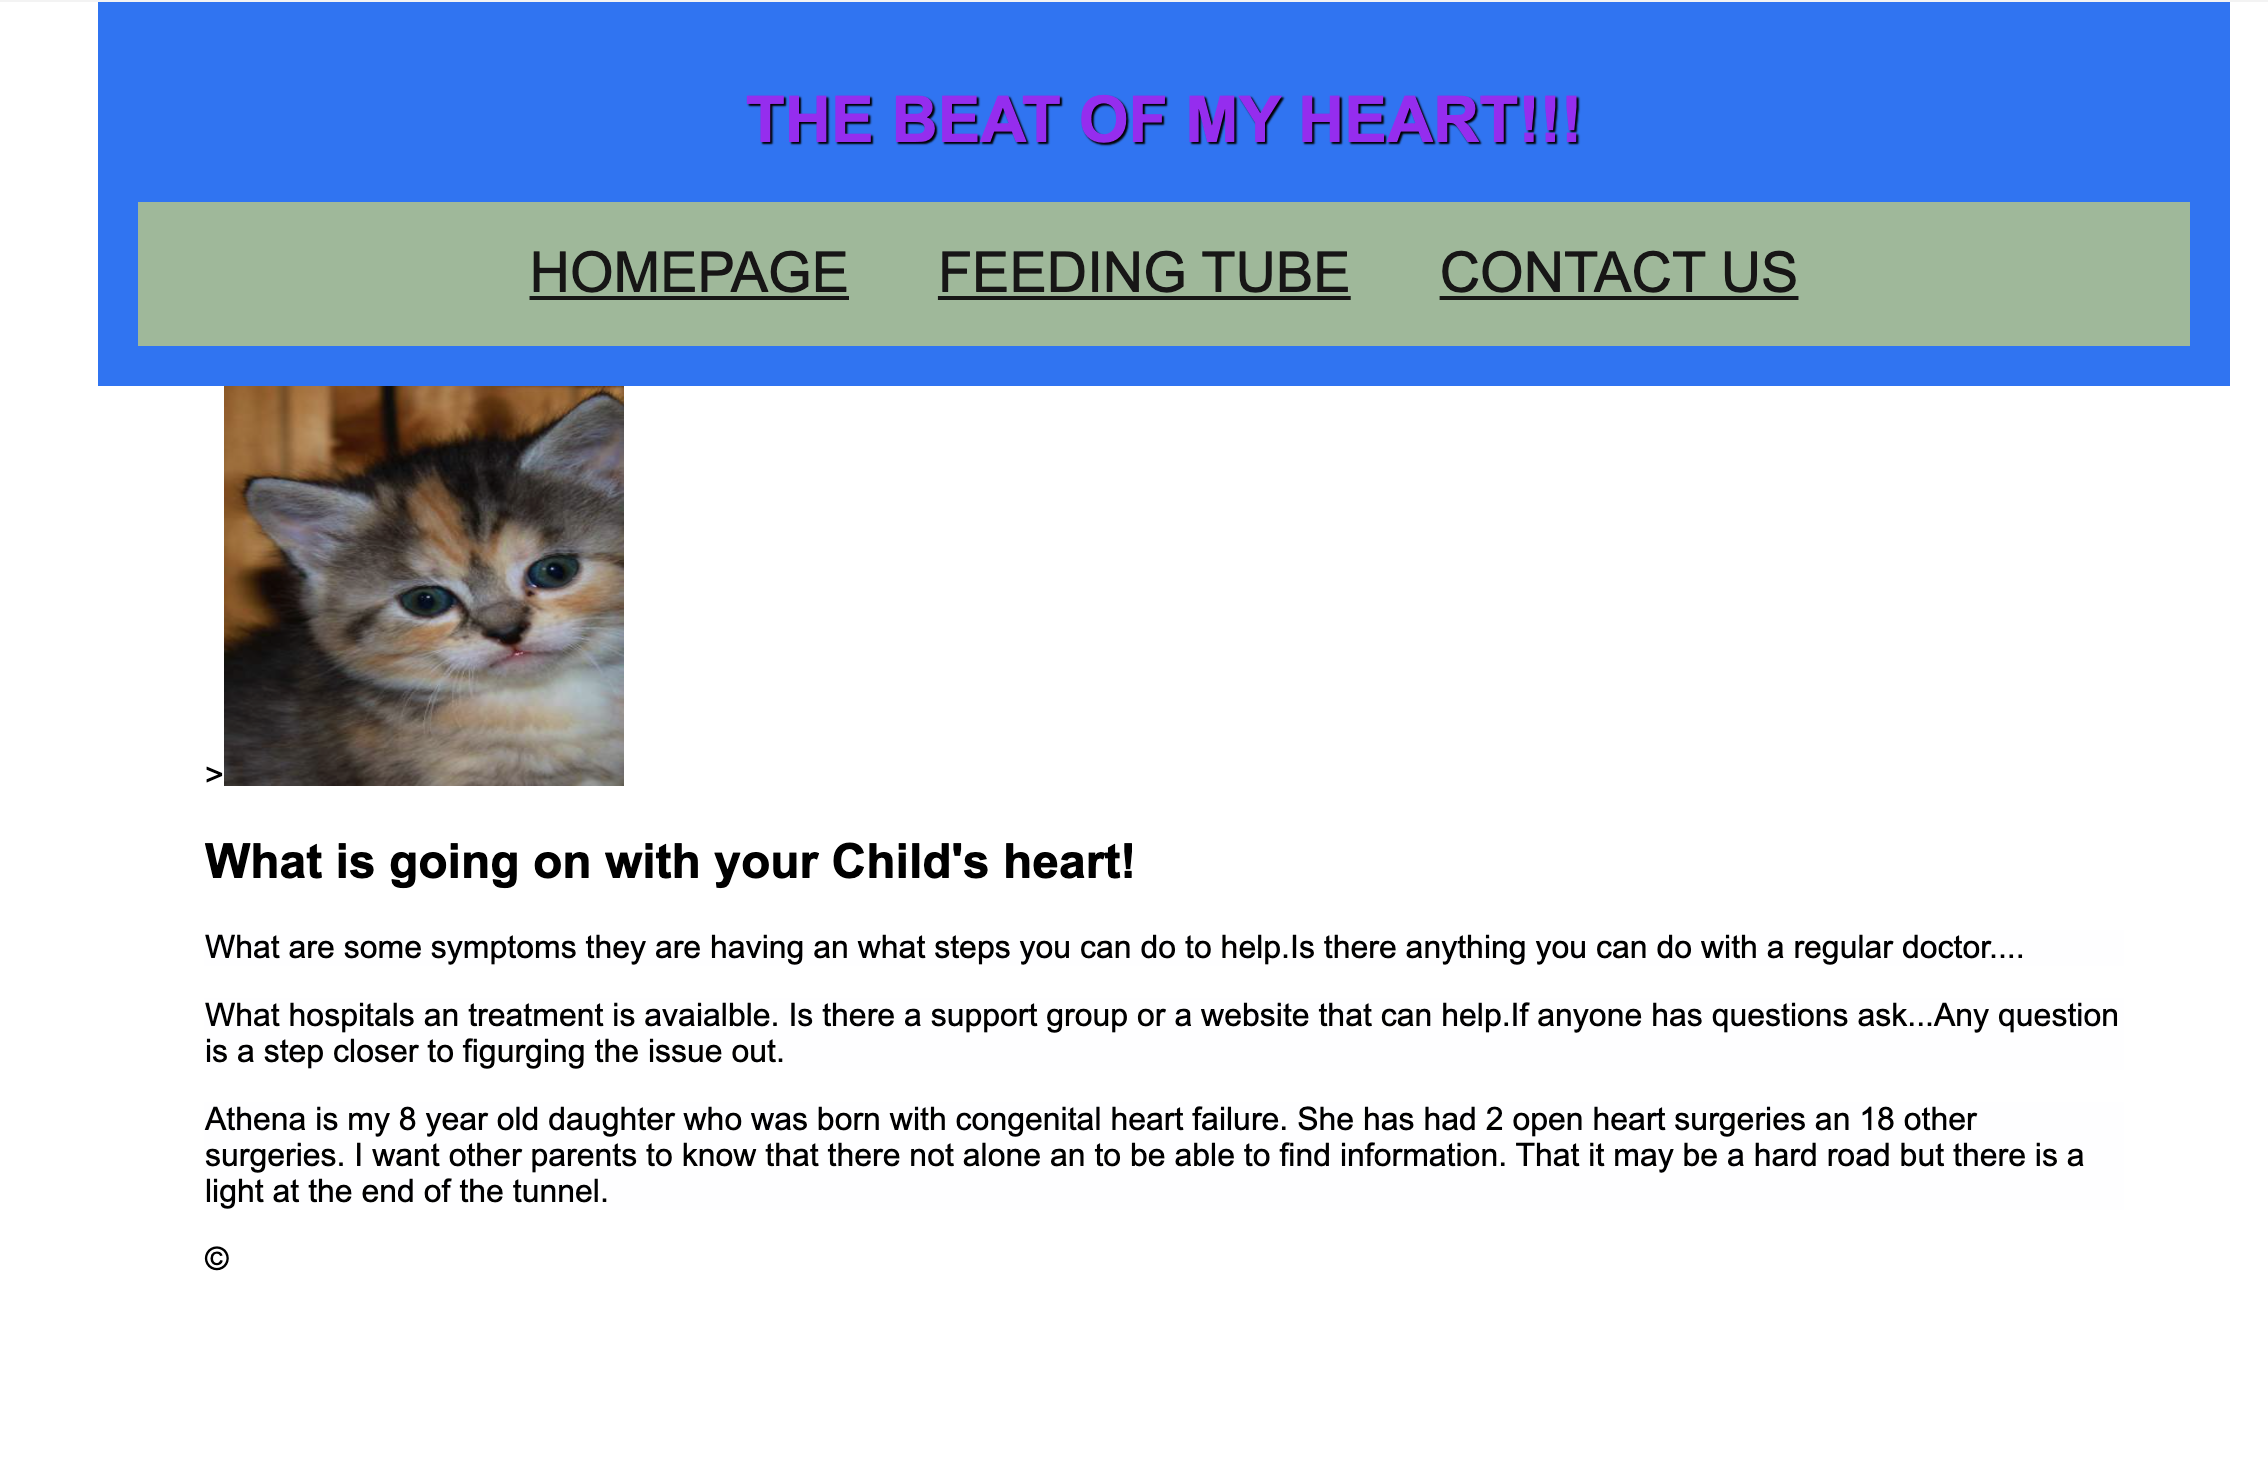 THE BEAT OF MY HEART!!!
HOMEPAGE FEEDING TUBE CONTACT US
>
What is going on with your Child's heart!
What are some symptoms they are having an what steps you can do to help.Is there anything you can do with a regular doctor....
What hospitals an treatment is avaialble. Is there a support group or a website that can help.If anyone has questions ask...Any question
is a step closer to figurging the issue out.
Athena is my 8 year old daughter who was born with congenital heart failure. She has had 2 open heart surgeries an 18 other
surgeries. I want other parents to know that there not alone an to be able to find information. That it may be a hard road but there is a
light at the end of the tunnel.
©